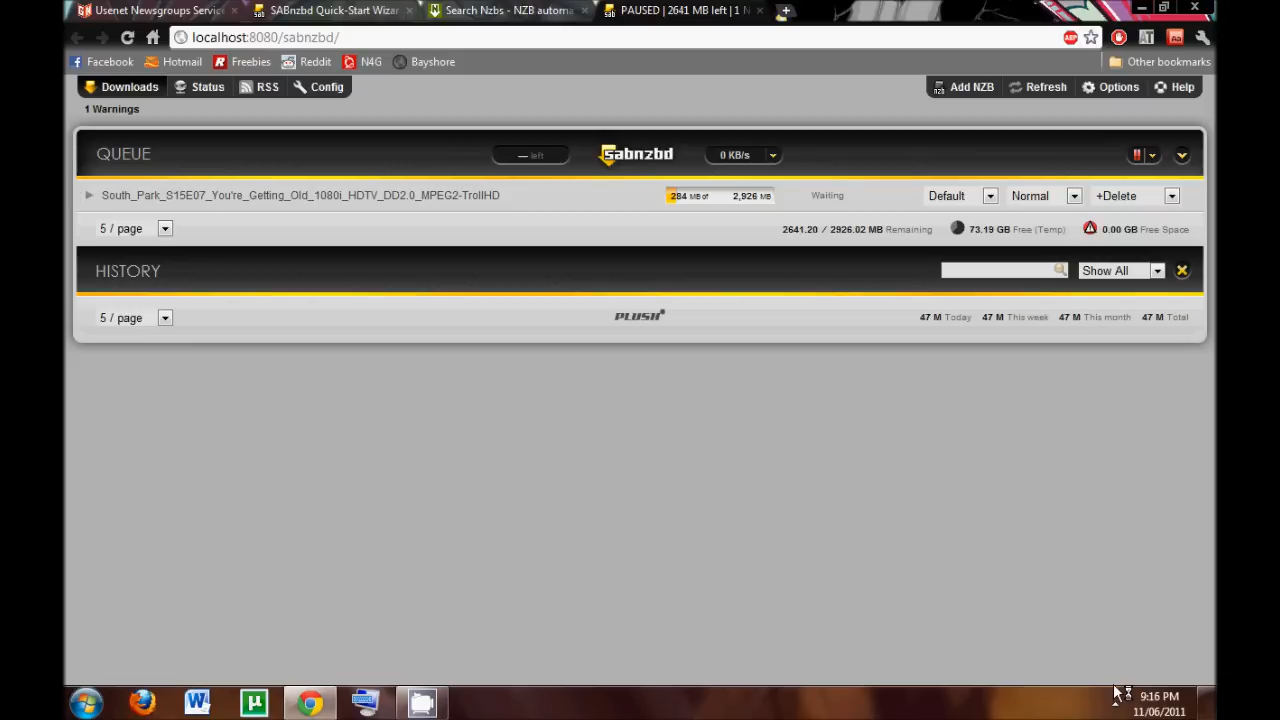 Usenet Newsgroups Servic
SABnzbd Quick-Start Wizar
Search Nzbs - NZB automa
PAUSED | 2641 MB left | 1 N
localhost:8080/sabnzbd/
ABP
Facebook
Hotmail
Freebies
Reddit
N4G
Bayshore
Other bookmarks
Downloads
Status
RSS
Config
Add NZB
Refresh
Options
Help
1 Warnings
QUEUE
— left
sabnzbd
0 KB/s
South_Park_S15E07_You're_Getting_Old_1080i_HDTV_DD2.0_MPEG2-TrollHD
284 MB of 2,926 MB
Waiting
Default
Normal
+Delete
5 / page
2641.20 / 2926.02 MB Remaining
73.19 GB Free (Temp)
0.00 GB Free Space
HISTORY
Show All
5 / page
PLUSH
47 M Today
47 M This week
47 M This month
47 M Total
9:16 PM
11/06/2011